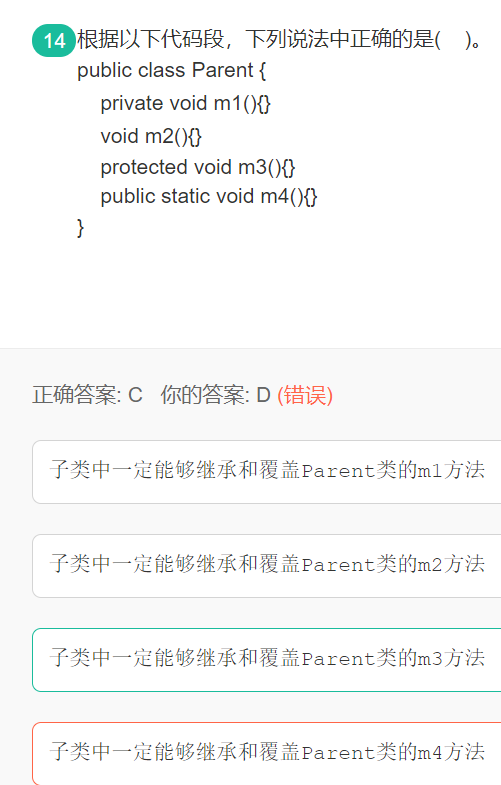 14 根据以下代码段，下列说法中正确的是( )。
public class Parent {
private void m1(){}
void m2(){}
protected void m3(){}
public static void m4(){}
}
正确答案: C 你的答案: D (错误)
子类中一定能够继承和覆盖Parent类的m1方法
子类中一定能够继承和覆盖Parent类的m2方法
子类中一定能够继承和覆盖Parent类的m3方法
子类中一定能够继承和覆盖Parent类的m4方法